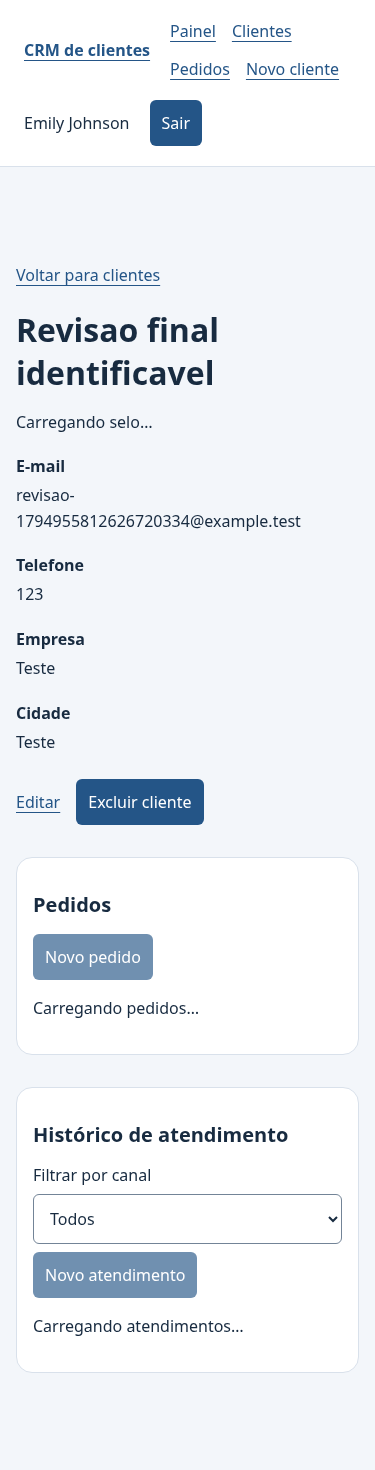 CRM de clientes
Painel Clientes
Pedidos Novo cliente
Emily Johnson Sair
Voltar para clientes
Revisao final
identificavel
Carregando selo...
E-mail
revisao-
1794955812626720334@example.test
Telefone
123
Empresa
Teste
Cidade
Teste
Editar Excluir cliente
Pedidos
Novo pedido
Carregando pedidos...
Histórico de atendimento
Filtrar por canal
Todos
Novo atendimento
Carregando atendimentos...